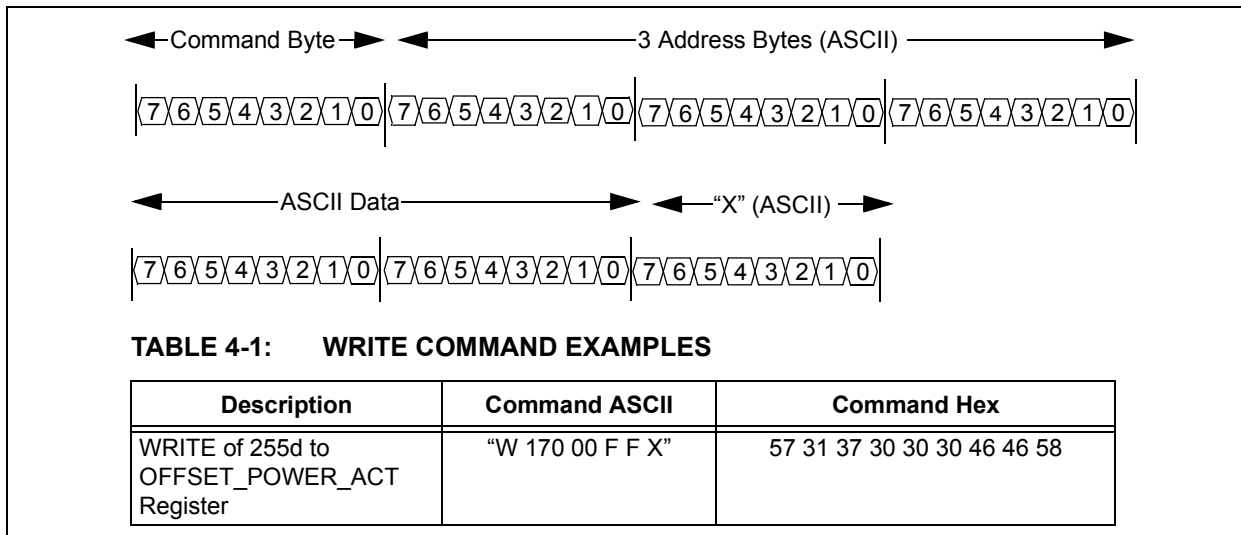 Command Byte 3 Address Bytes (ASCII)
7 6 5 4 3 2 1 0 7 6 5 4 3 2 1 0 7 6 5 4 3 2 1 0 7 6 5 4 3 2 1 0
ASCII Data “X” (ASCII)
7 6 5 4 3 2 1 0 7 6 5 4 3 2 1 0 7 6 5 4 3 2 1 0
TABLE 4-1: WRITE COMMAND EXAMPLES
Description Command ASCII Command Hex
WRITE of 255d to “W 170 00 F F X” 57 31 37 30 30 30 46 46 58
OFFSET_POWER_ACT
Register